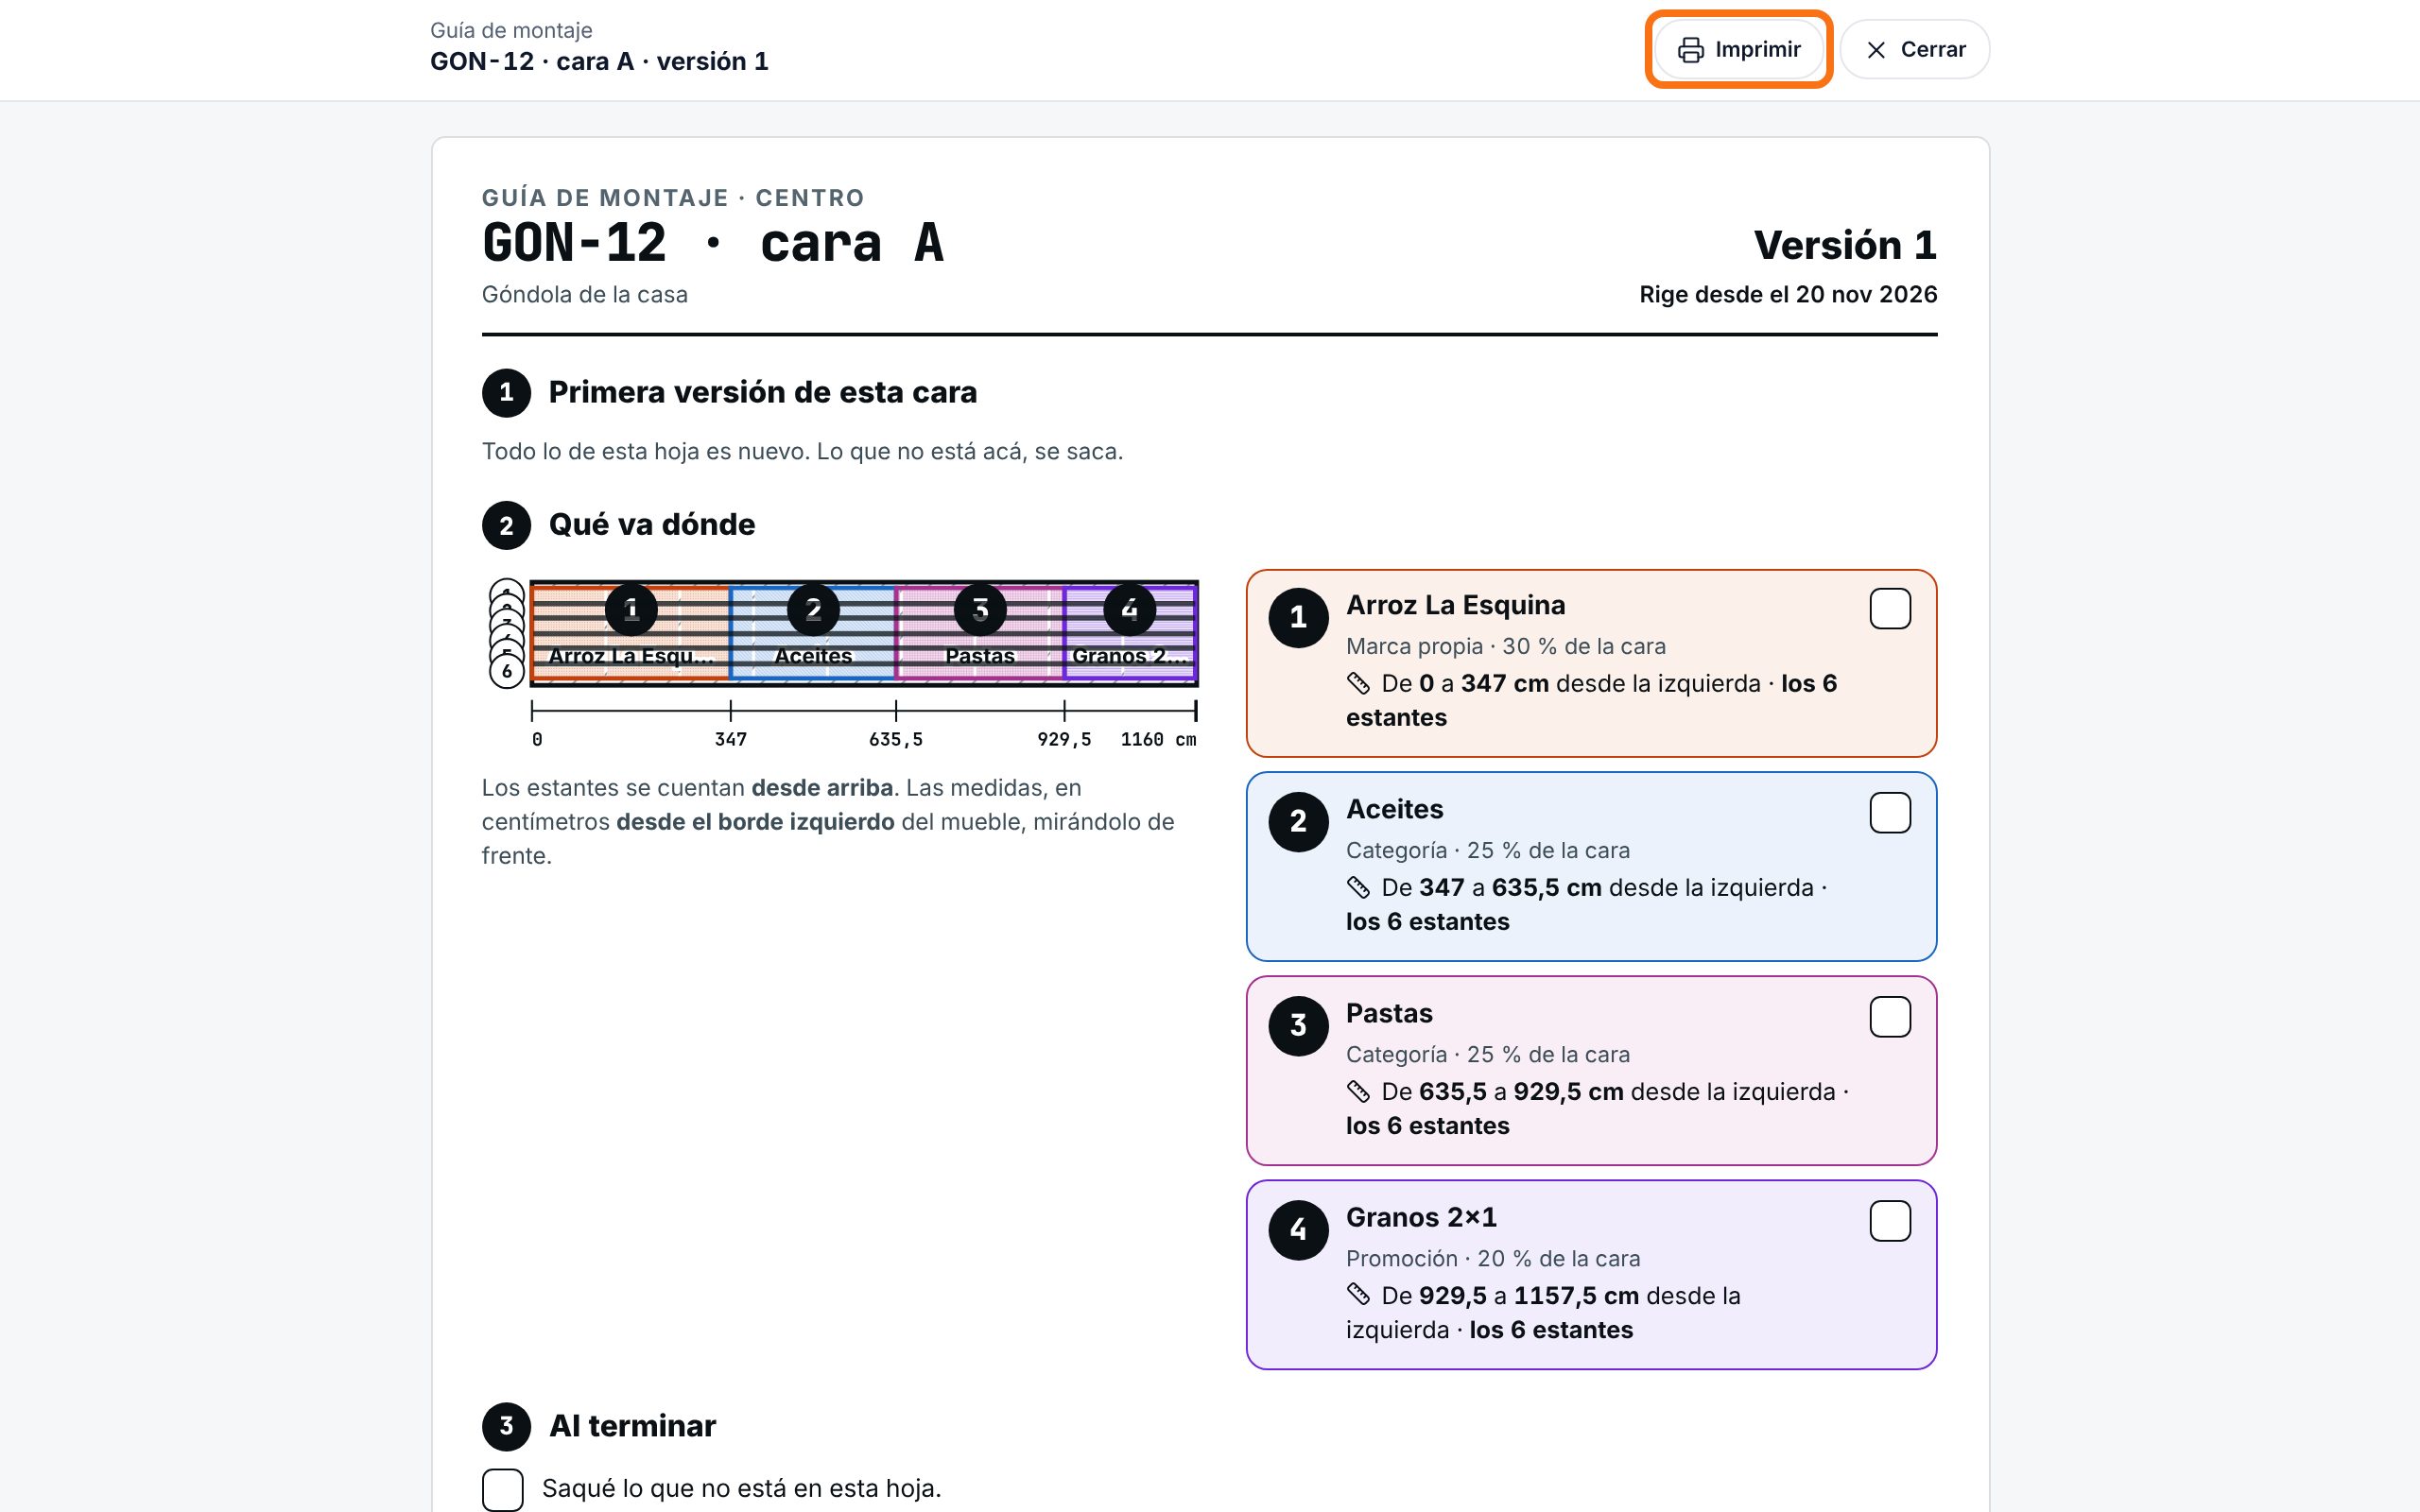 Guía de montaje
GON-12 · cara A · versión 1
Imprimir
Cerrar
GUÍA DE MONTAJE · CENTRO
GON-12 · cara A
Góndola de la casa
Versión 1
Rige desde el 20 nov 2026
1 Primera versión de esta cara
Todo lo de esta hoja es nuevo. Lo que no está acá, se saca.
2 Qué va dónde
1 2 3 4
6
Arroz La Esqu… Aceites Pastas Granos 2…
0 347 635,5 929,5 1160 cm
Los estantes se cuentan desde arriba. Las medidas, en
centímetros desde el borde izquierdo del mueble, mirándolo de
frente.
1 Arroz La Esquina
Marca propia · 30 % de la cara
De 0 a 347 cm desde la izquierda · los 6
estantes
2 Aceites
Categoría · 25 % de la cara
De 347 a 635,5 cm desde la izquierda ·
los 6 estantes
3 Pastas
Categoría · 25 % de la cara
De 635,5 a 929,5 cm desde la izquierda ·
los 6 estantes
4 Granos 2×1
Promoción · 20 % de la cara
De 929,5 a 1157,5 cm desde la
izquierda · los 6 estantes
3 Al terminar
Saqué lo que no está en esta hoja.